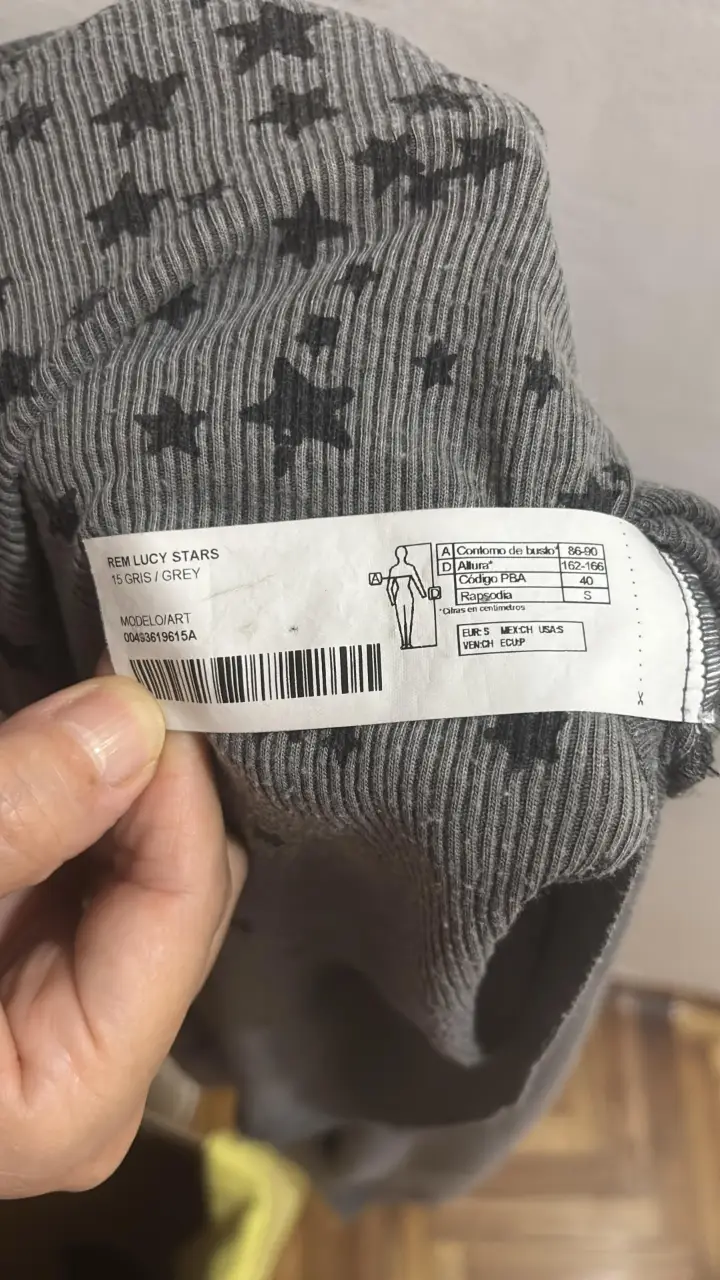 REM LUCY STARS
15 GRIS / GREY
MODELO/ART
00493619615A
A
D
A Contorno de busto* 86-90
D Altura* 162-166
Código PBA 40
Rapsodia S
*Cifras en centímetros
EUR:S MEX:CH USA:S
VEN:CH ECU:P